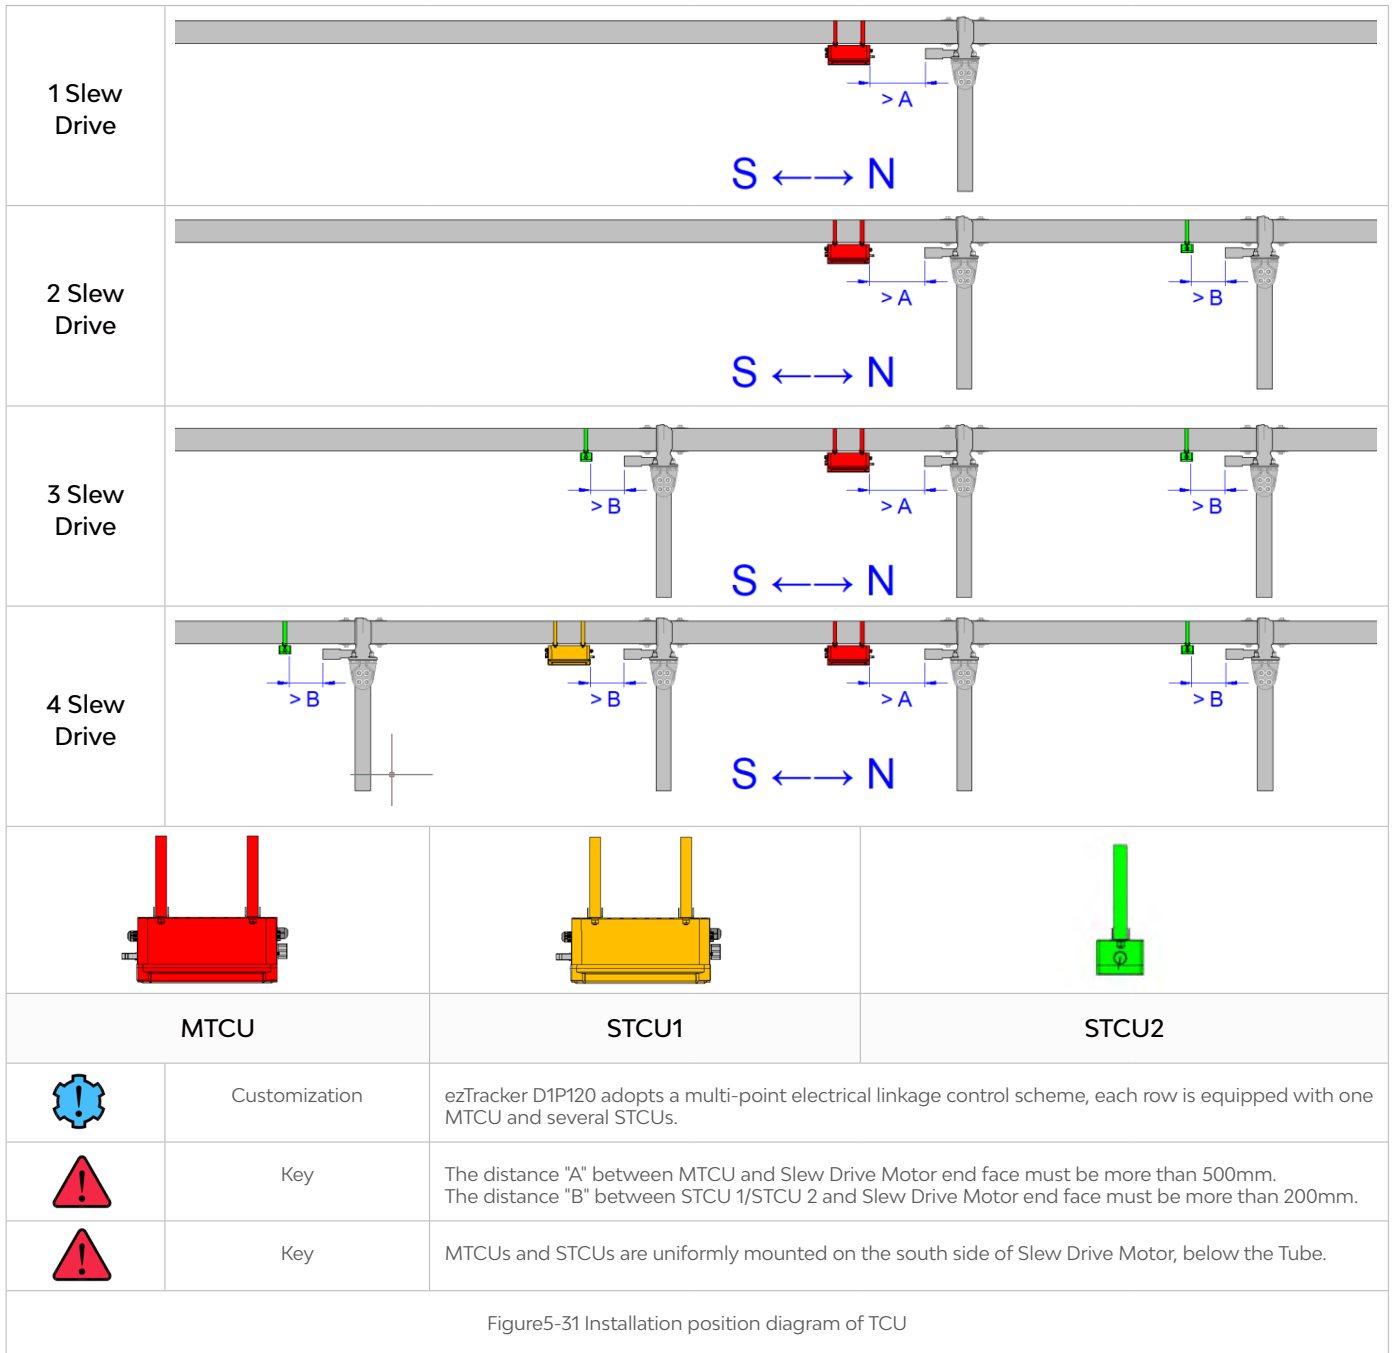 1 Slew
Drive
> A
S ←→ N
2 Slew
Drive
> A
> B
S ←→ N
3 Slew
Drive
> B
> A
> B
S ←→ N
4 Slew
Drive
> B
> B
> A
> B
S ←→ N
MTCU
STCU1
STCU2
Customization
ezTracker D1P120 adopts a multi-point electrical linkage control scheme, each row is equipped with one
MTCU and several STCUs.
Key
The distance "A" between MTCU and Slew Drive Motor end face must be more than 500mm.
The distance "B" between STCU 1/STCU 2 and Slew Drive Motor end face must be more than 200mm.
Key
MTCUs and STCUs are uniformly mounted on the south side of Slew Drive Motor, below the Tube.
Figure5-31 Installation position diagram of TCU